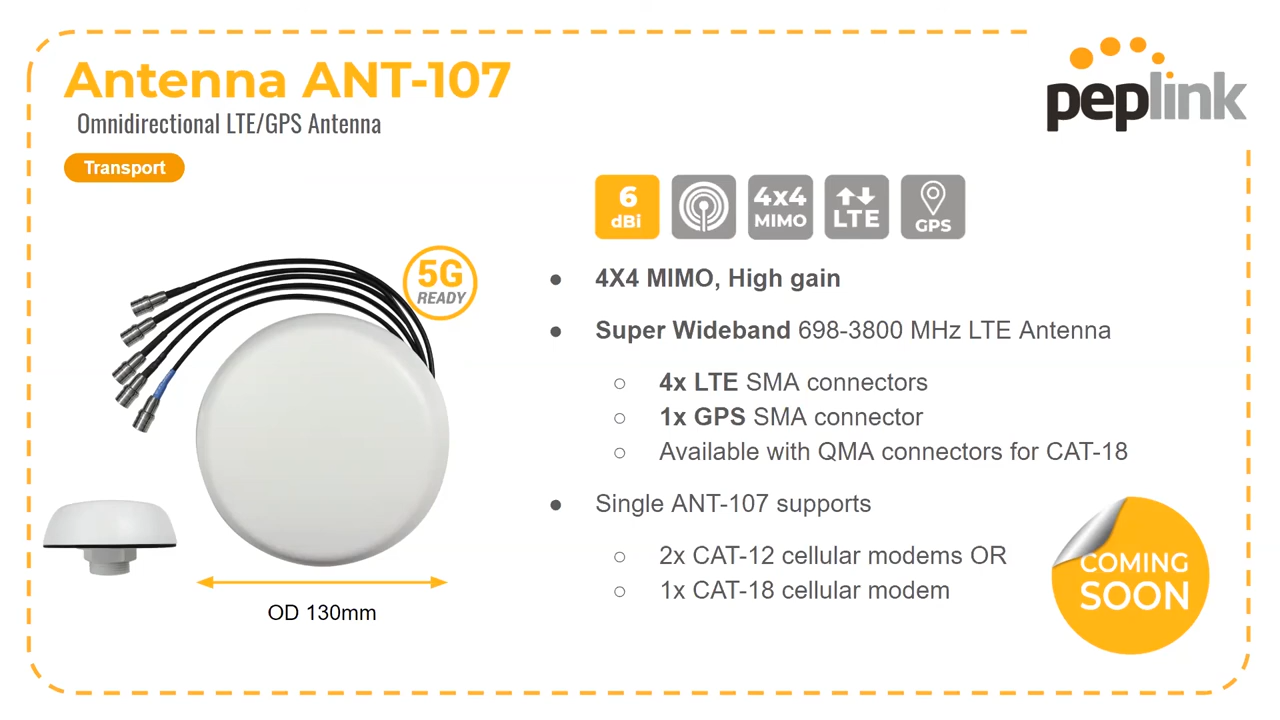 Antenna ANT-107
Omnidirectional LTE/GPS Antenna
Transport
peplink
6
dBi
4x4
MIMO
LTE
GPS
5G
READY
OD 130mm
● 4X4 MIMO, High gain
● Super Wideband 698-3800 MHz LTE Antenna
○ 4x LTE SMA connectors
○ 1x GPS SMA connector
○ Available with QMA connectors for CAT-18
● Single ANT-107 supports
○ 2x CAT-12 cellular modems OR
○ 1x CAT-18 cellular modem
COMING
SOON